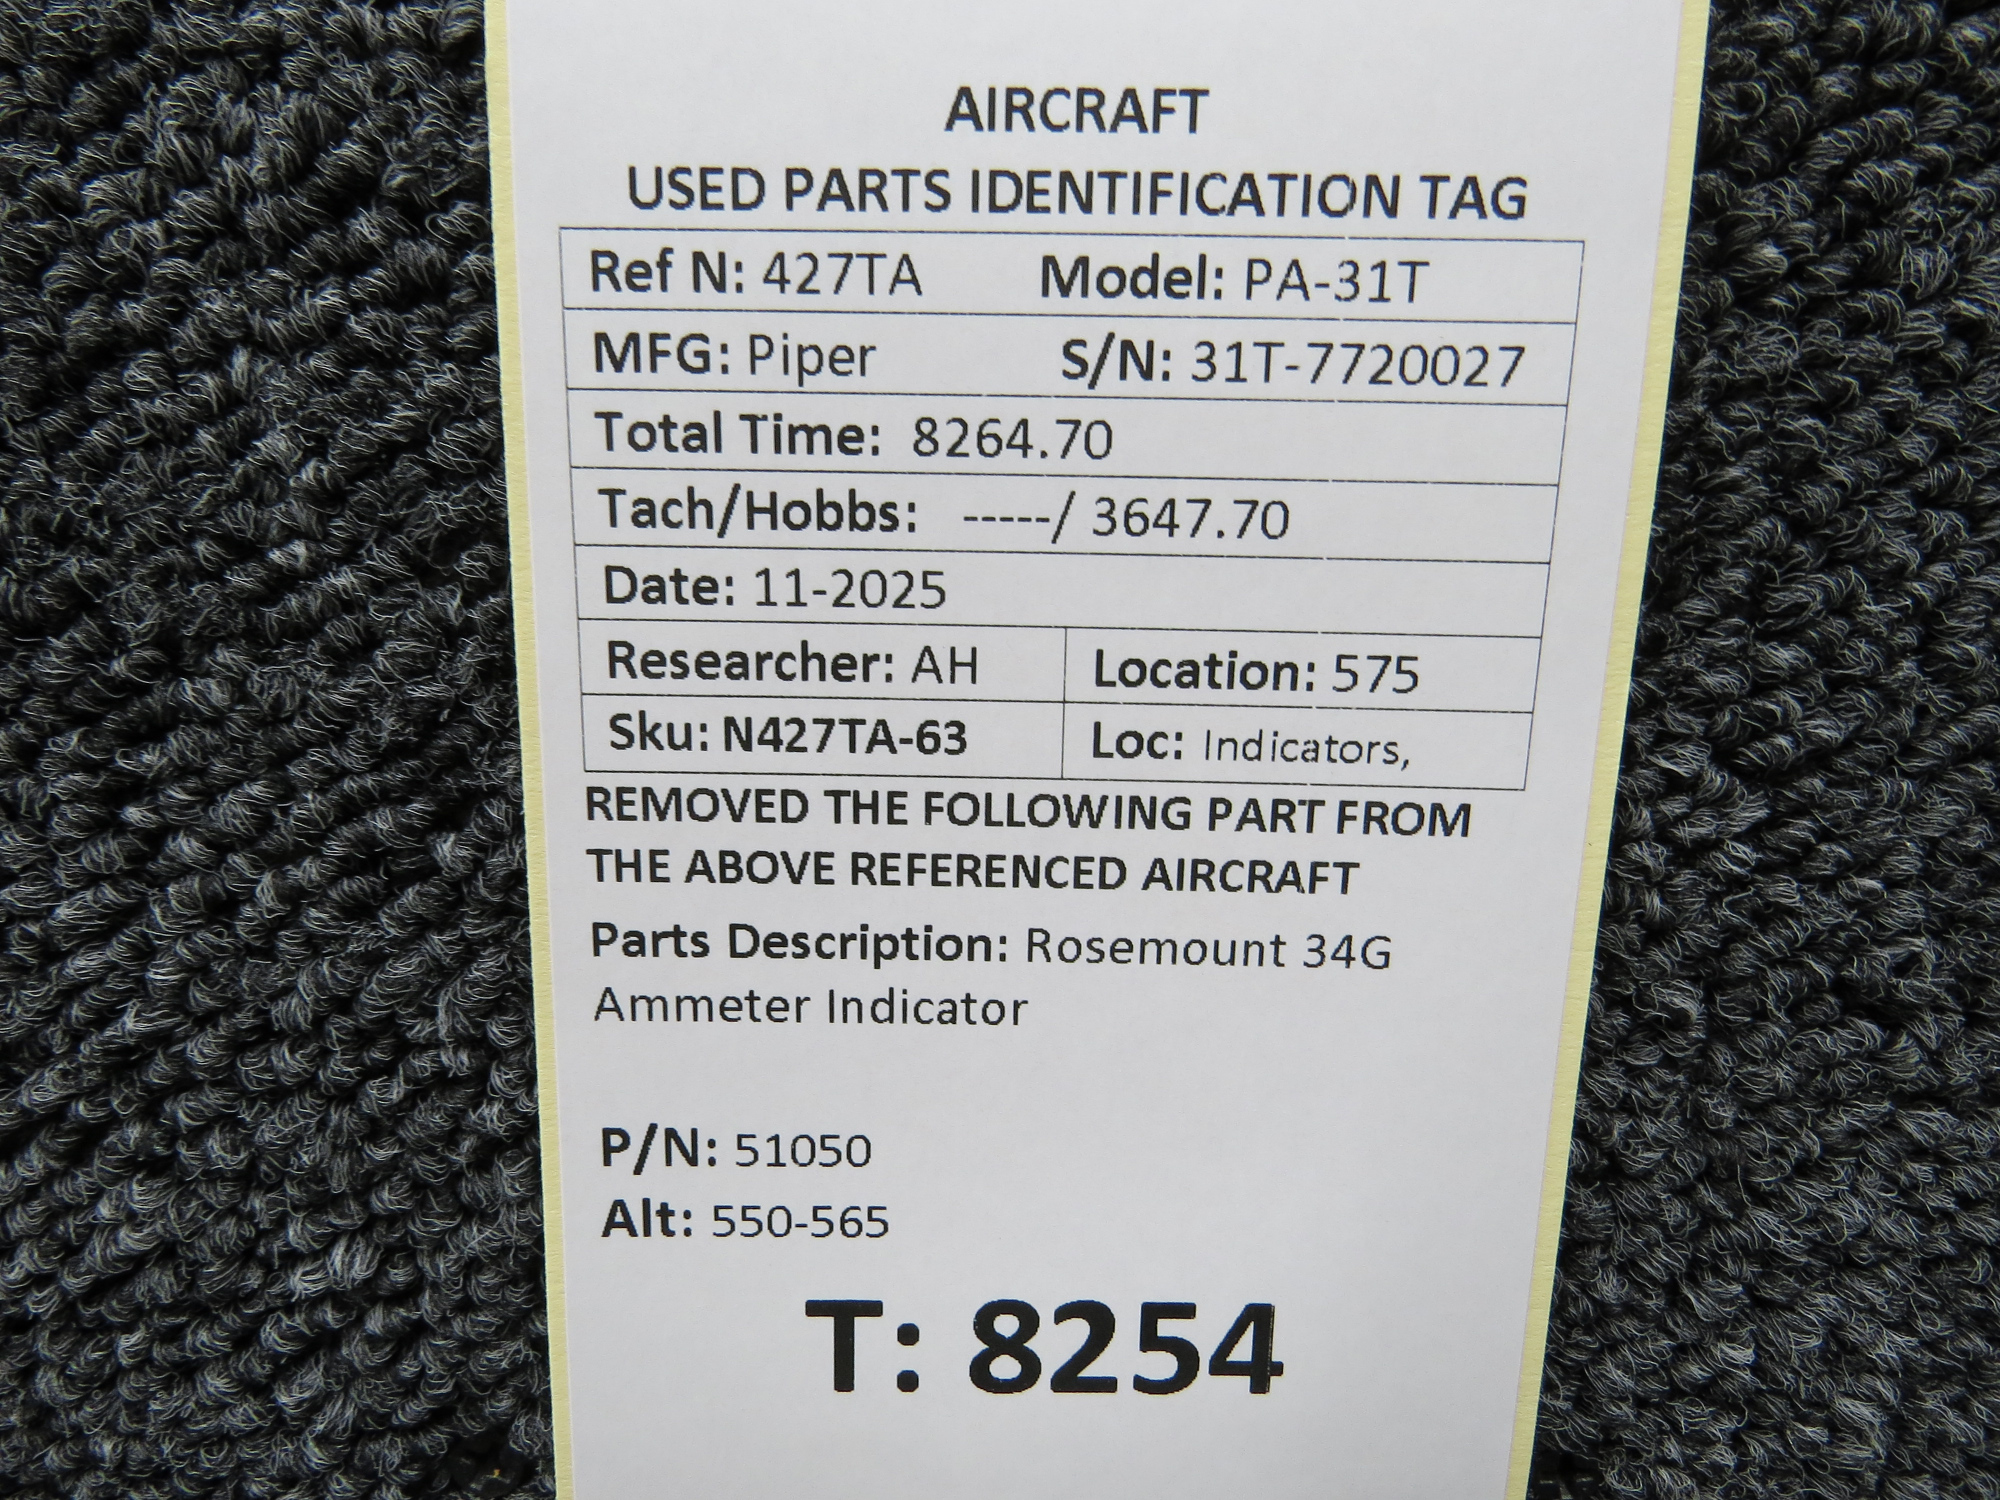 AIRCRAFT
USED PARTS IDENTIFICATION TAG
Ref N: 427TA Model: PA-31T
MFG: Piper S/N: 31T-7720027
Total Time: 8264.70
Tach/Hobbs: -----/ 3647.70
Date: 11-2025
Researcher: AH Location: 575
Sku: N427TA-63 Loc: Indicators,
REMOVED THE FOLLOWING PART FROM
THE ABOVE REFERENCED AIRCRAFT
Parts Description: Rosemount 34G
Ammeter Indicator
P/N: 51050
Alt: 550-565
T: 8254